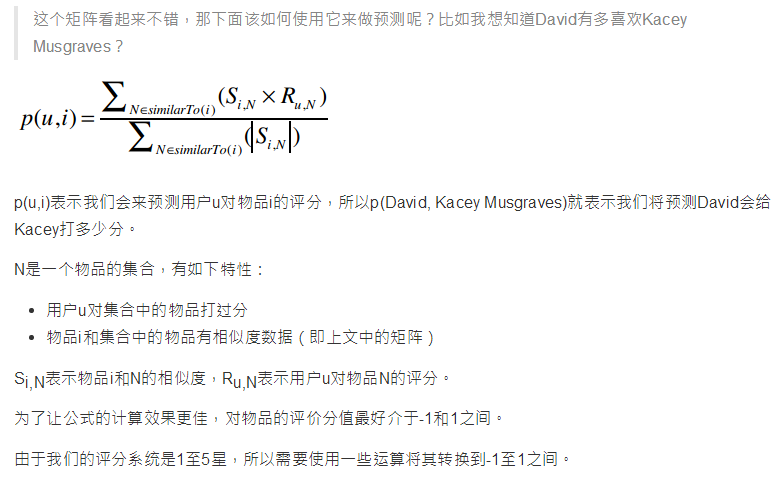 这个矩阵看起来不错，那下面该如何使用它来做预测呢？比如我想知道David有多喜欢Kacey
Musgraves？
p(u,i) = ∑N∈similarTo(i)(Si,N × Ru,N) / ∑N∈similarTo(i)(|Si,N|)
p(u,i)表示我们会来预测用户u对物品i的评分，所以p(David, Kacey Musgraves)就表示我们将预测David会给
Kacey打多少分。
N是一个物品的集合，有如下特性：
• 用户u对集合中的物品打过分
• 物品i和集合中的物品有相似度数据（即上文中的矩阵）
Si,N表示物品i和N的相似度，Ru,N表示用户u对物品N的评分。
为了让公式的计算效果更佳，对物品的评价分值最好介于-1和1之间。
由于我们的评分系统是1至5星，所以需要使用一些运算将其转换到-1至1之间。